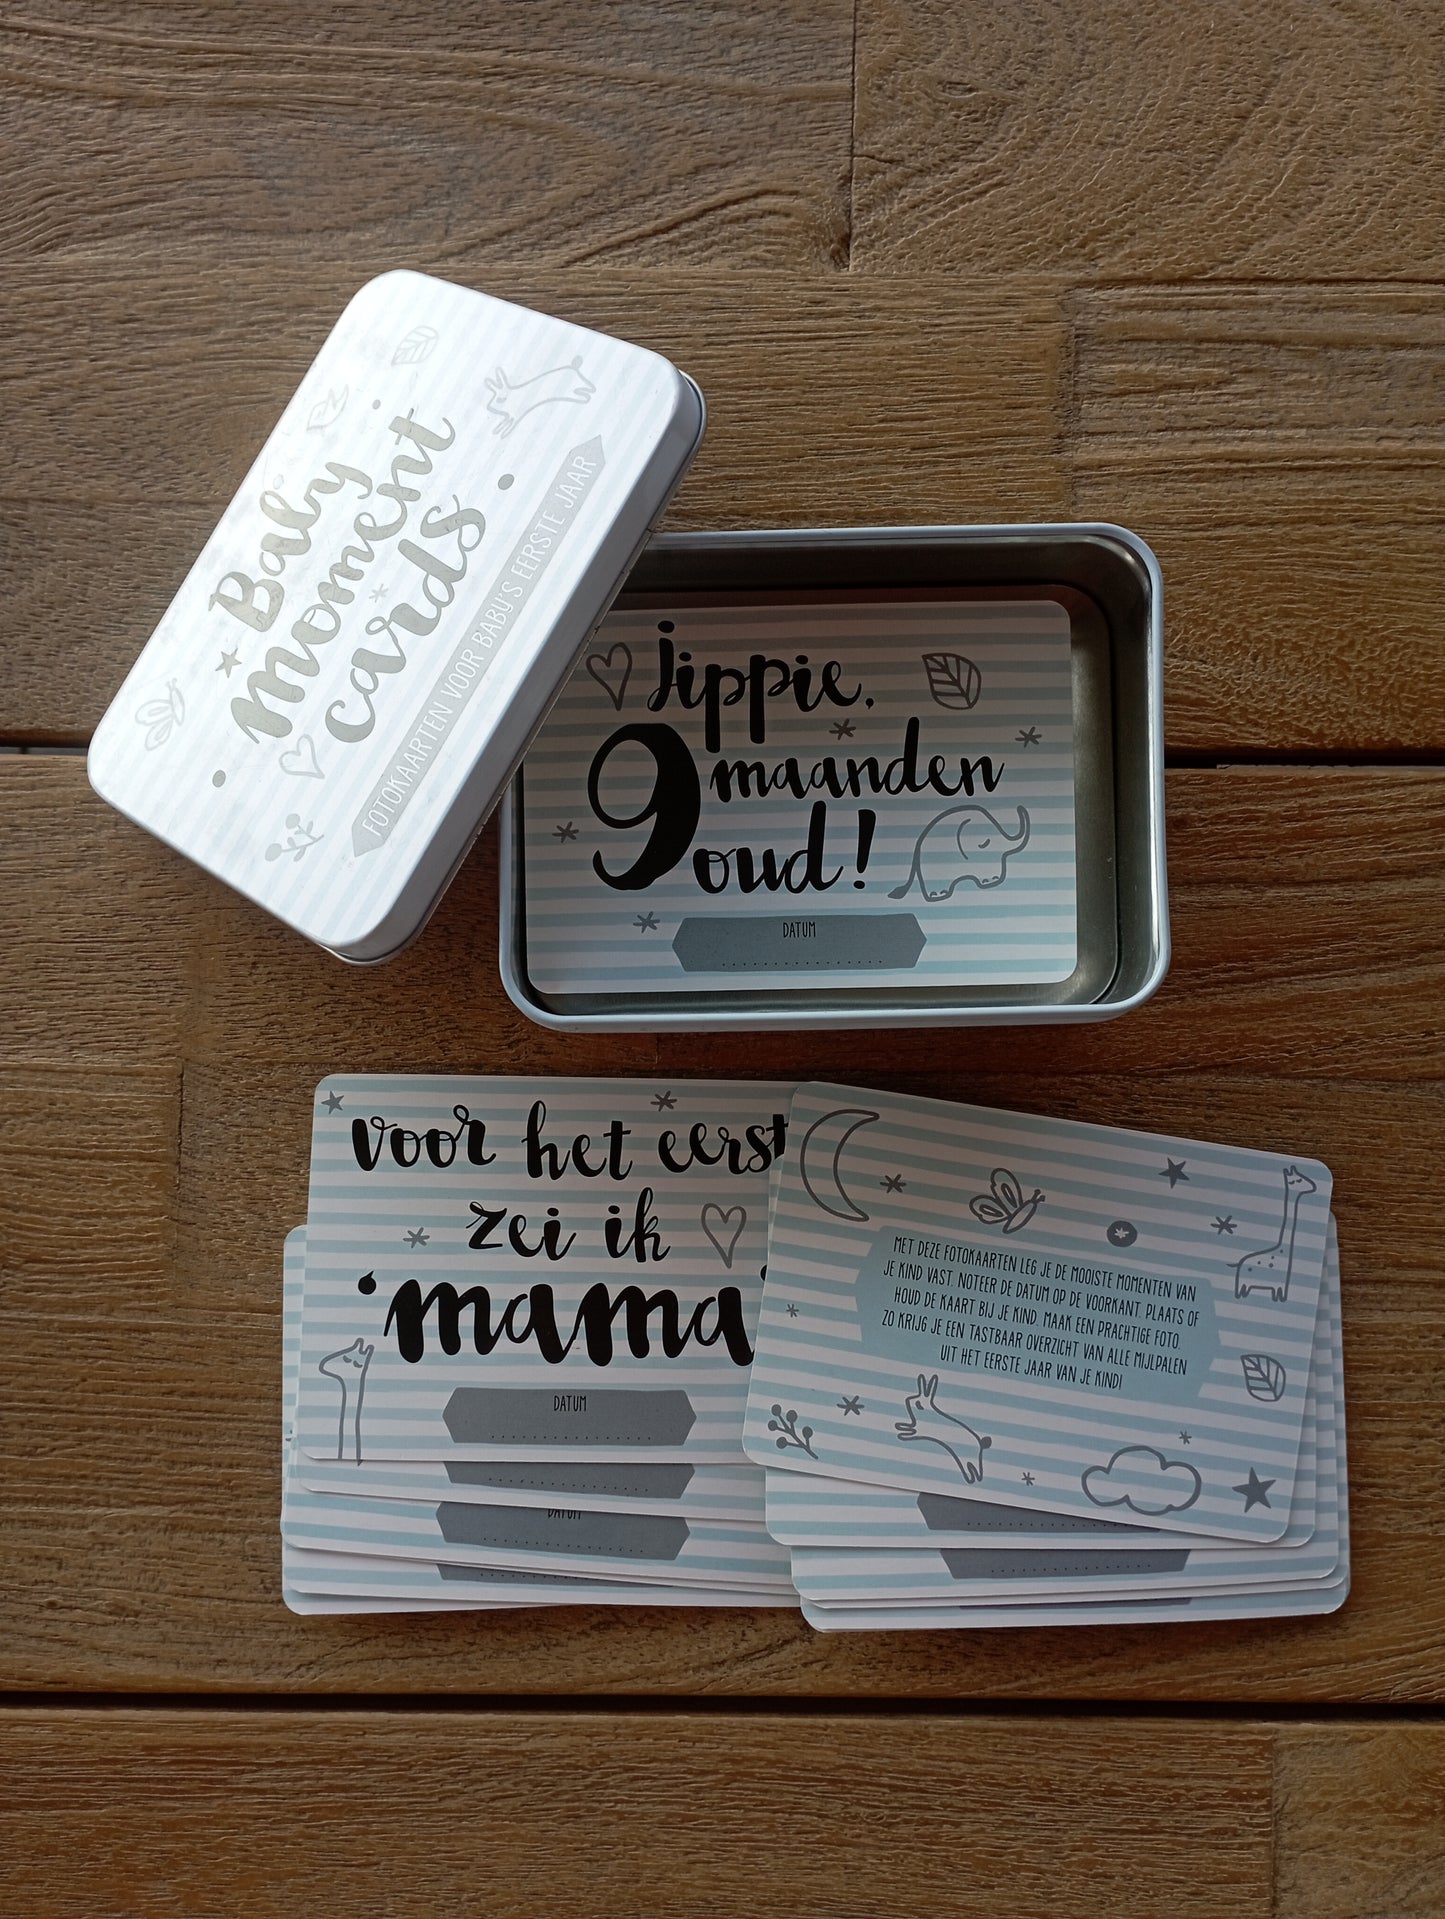 Baby
moment
cards
FOTOKAARTEN VOOR BABY'S EERSTE JAAR
Jippie,
9 maanden
oud!
DATUM
voor het eerst
zei ik
'mama'
DATUM
DATUM
MET DEZE FOTOKAARTEN LEG JE DE MOOISTE MOMENTEN VAN
JE KIND VAST. NOTEER DE DATUM OP DE VOORKANT. PLAATS OF
HOUD DE KAART BIJ JE KIND. MAAK EEN PRACHTIGE FOTO.
ZO KRIJG JE EEN TASTBAAR OVERZICHT VAN ALLE MIJLPALEN
UIT HET EERSTE JAAR VAN JE KIND!